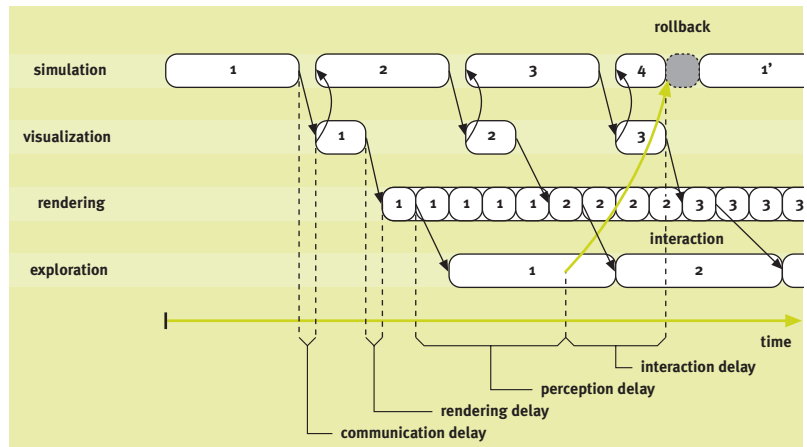 rollback
simulation 1 2 3 4 1'
visualization 1 2 3
rendering 1 1 1 1 1 2 2 2 2 3 3 3 3
interaction
exploration 1 2
time
interaction delay
perception delay
rendering delay
communication delay